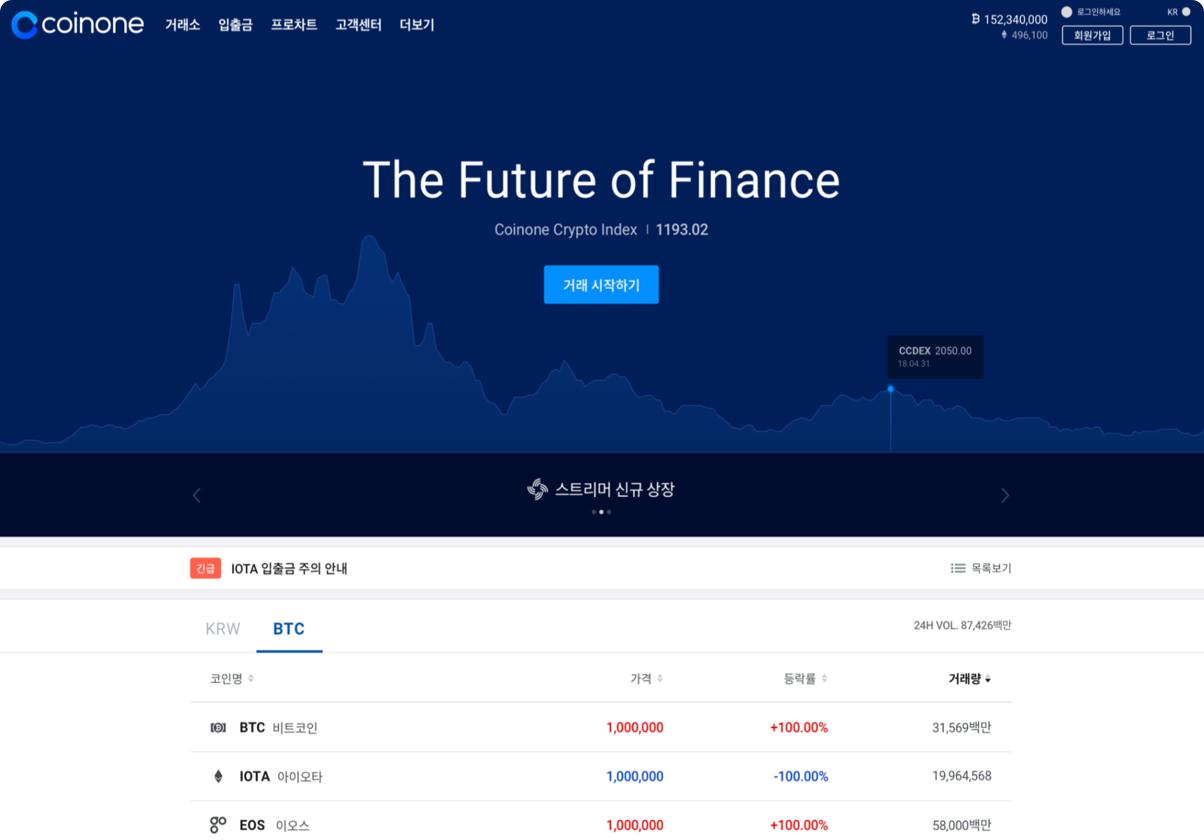 coinone 거래소 입출금 프로차트 고객센터 더보기
152,340,000
496,100
로그인하세요 KR
회원가입 로그인
The Future of Finance
Coinone Crypto Index | 1193.02
거래 시작하기
CCDEX 2050.00
18.04.31
스트리머 신규 상장
긴급 IOTA 입출금 주의 안내 목록보기
KRW BTC 24H VOL. 87,426백만
코인명 가격 등락률 거래량
BTC 비트코인 1,000,000 +100.00% 31,569백만
IOTA 아이오타 1,000,000 -100.00% 19,964,568
EOS 이오스 1,000,000 +100.00% 58,000백만